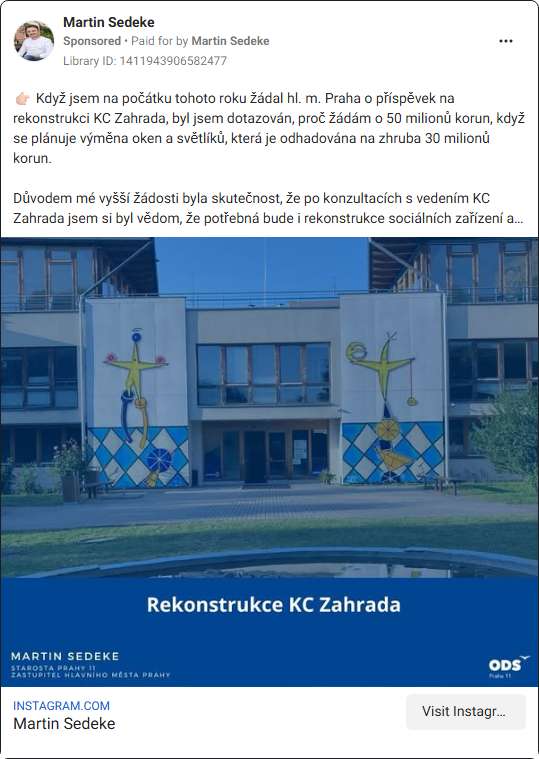 Martin Sedeke
Sponsored • Paid for by Martin Sedeke
Library ID: 1411943906582477
👉🏻 Když jsem na počátku tohoto roku žádal hl. m. Praha o příspěvek na
rekonstrukci KC Zahrada, byl jsem dotazován, proč žádám o 50 milionů korun, když
se plánuje výměna oken a světlíků, která je odhadována na zhruba 30 milionů
korun.
Důvodem mé vyšší žádosti byla skutečnost, že po konzultacích s vedením KC
Zahrada jsem si byl vědom, že potřebná bude i rekonstrukce sociálních zařízení a...
Rekonstrukce KC Zahrada
MARTIN SEDEKE
STAROSTA PRAHY 11
ZASTUPITEL HLAVNÍHO MĚSTA PRAHY
ODS
Praha 11
INSTAGRAM.COM
Martin Sedeke
Visit Instagr...